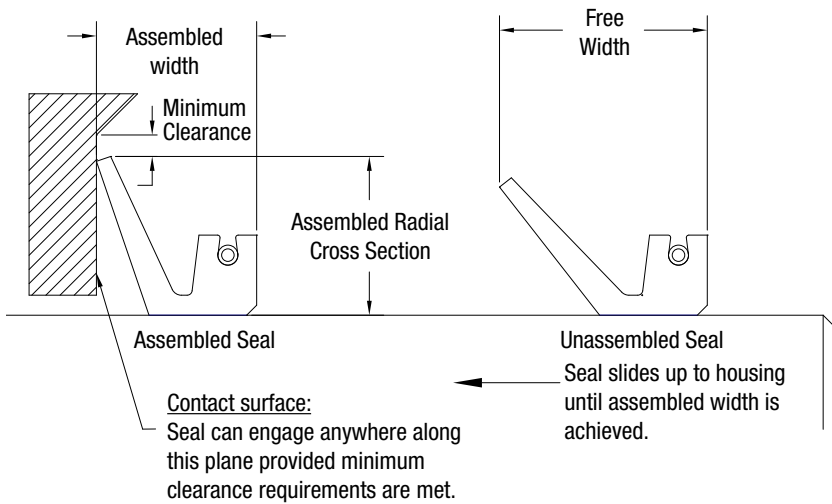 Assembled
width
Free
Width
Minimum
Clearance
Assembled Radial
Cross Section
Assembled Seal
Unassembled Seal
Seal slides up to housing
until assembled width is
achieved.
Contact surface:
Seal can engage anywhere along
this plane provided minimum
clearance requirements are met.